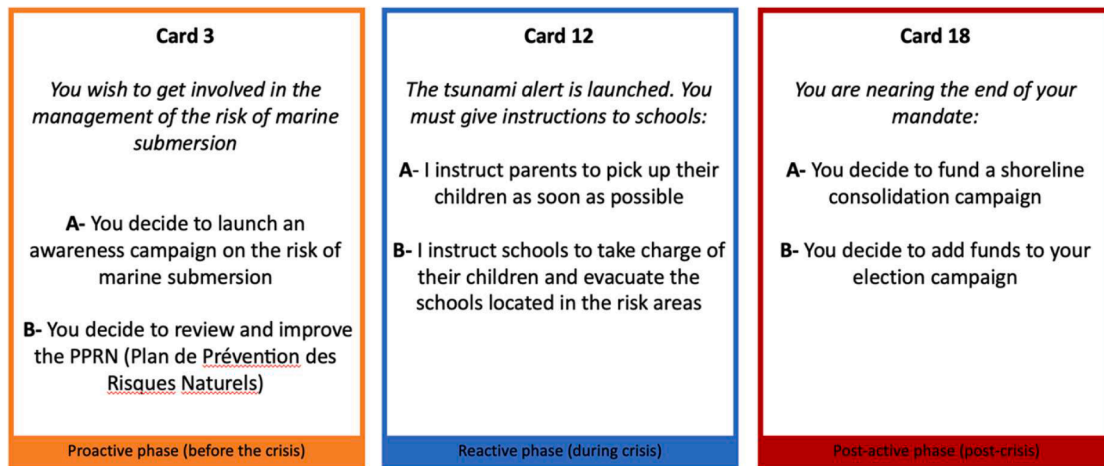 Card 3
You wish to get involved in the
management of the risk of marine
submersion
A- You decide to launch an
awareness campaign on the risk of
marine submersion
B- You decide to review and improve
the PPRN (Plan de Prévention des
Risques Naturels)
Proactive phase (before the crisis)
Card 12
The tsunami alert is launched. You
must give instructions to schools:
A- I instruct parents to pick up their
children as soon as possible
B- I instruct schools to take charge of
their children and evacuate the
schools located in the risk areas
Reactive phase (during crisis)
Card 18
You are nearing the end of your
mandate:
A- You decide to fund a shoreline
consolidation campaign
B- You decide to add funds to your
election campaign
Post-active phase (post-crisis)